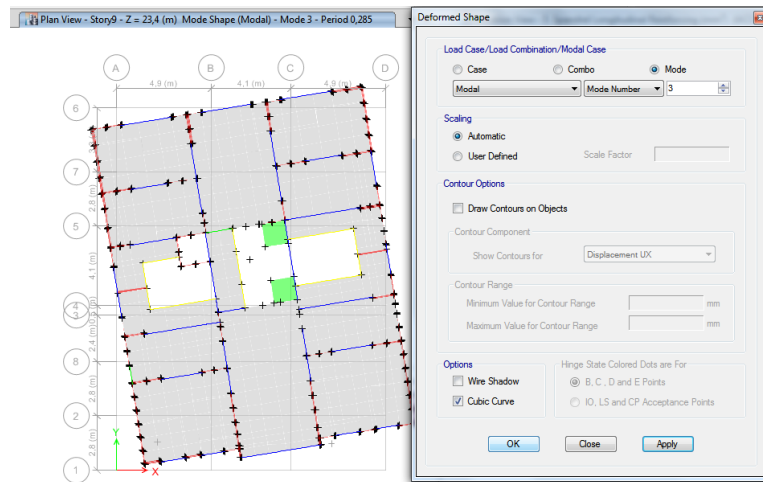 Plan View - Story9 - Z = 23,4 (m) Mode Shape (Modal) - Mode 3 - Period 0,285
A
B
C
D
4,9 (m)
4,1 (m)
4,9 (m)
6
7
5
4
3
8
2
1
2.8 (m)
4.1 (m)
2.4 (m)
2.8 (m)
2.8 (m)
Y
X
Deformed Shape
Load Case/Load Combination/Modal Case
Case
Combo
Mode
Modal
Mode Number
3
Scaling
Automatic
User Defined
Scale Factor
Contour Options
Draw Contours on Objects
Contour Component
Show Contours for
Displacement UX
Contour Range
Minimum Value for Contour Range
mm
Maximum Value for Contour Range
mm
Options
Wire Shadow
Cubic Curve
Hinge State Colored Dots are For
B, C , D and E Points
IO, LS and CP Acceptance Points
OK
Close
Apply